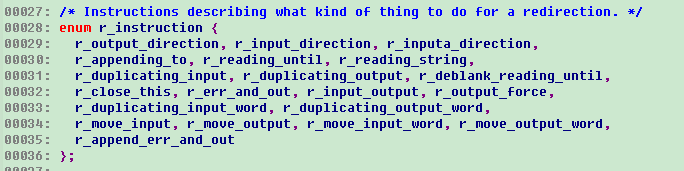 00027: /* Instructions describing what kind of thing to do for a redirection. */
00028: enum r_instruction {
00029:   r_output_direction, r_input_direction, r_inputa_direction,
00030:   r_appending_to, r_reading_until, r_reading_string,
00031:   r_duplicating_input, r_duplicating_output, r_deblank_reading_until,
00032:   r_close_this, r_err_and_out, r_input_output, r_output_force,
00033:   r_duplicating_input_word, r_duplicating_output_word,
00034:   r_move_input, r_move_output, r_move_input_word, r_move_output_word,
00035:   r_append_err_and_out
00036: };